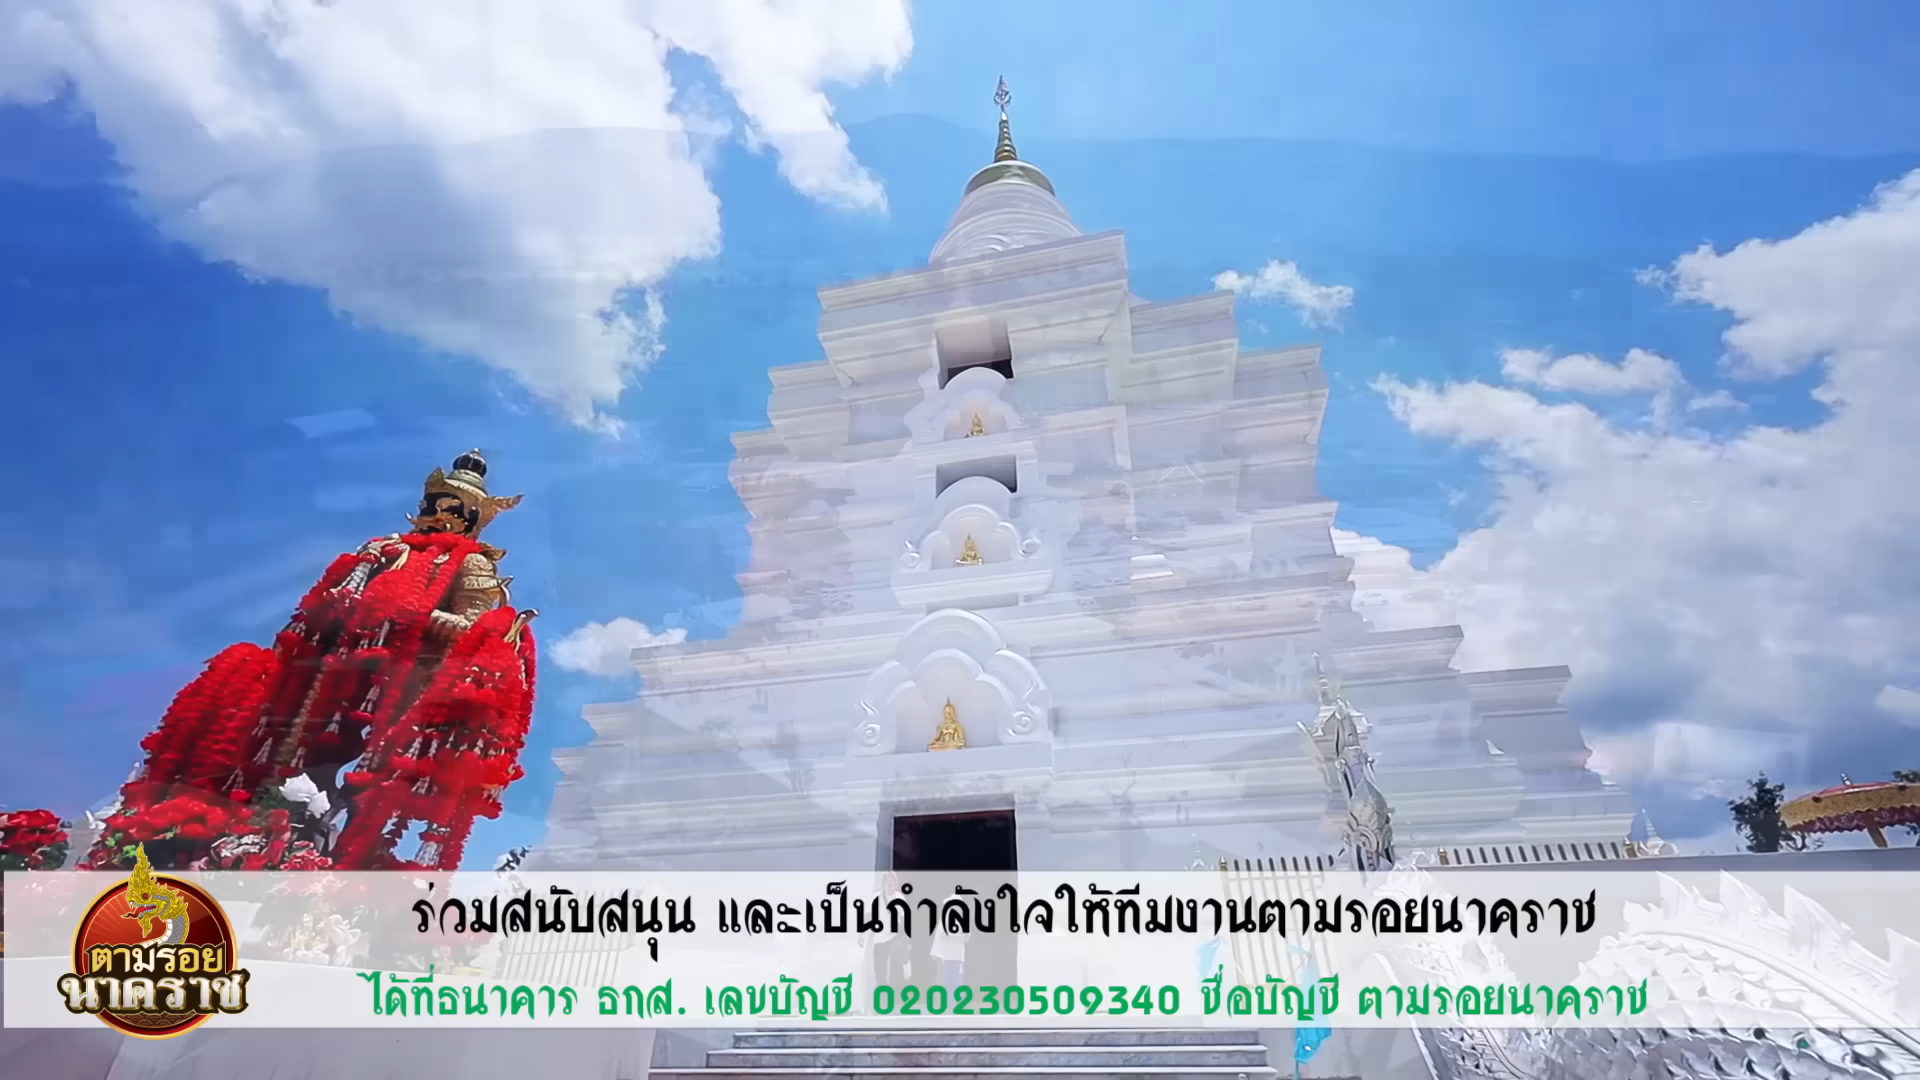 ร่วมสนับสนุน และเป็นกำลังใจให้ทีมงานตามรอยนาคราช
ตามรอย
นาคราช
ได้ที่ธนาคาร ธกส. เลขบัญชี 020230509340 ชื่อบัญชี ตามรอยนาคราช